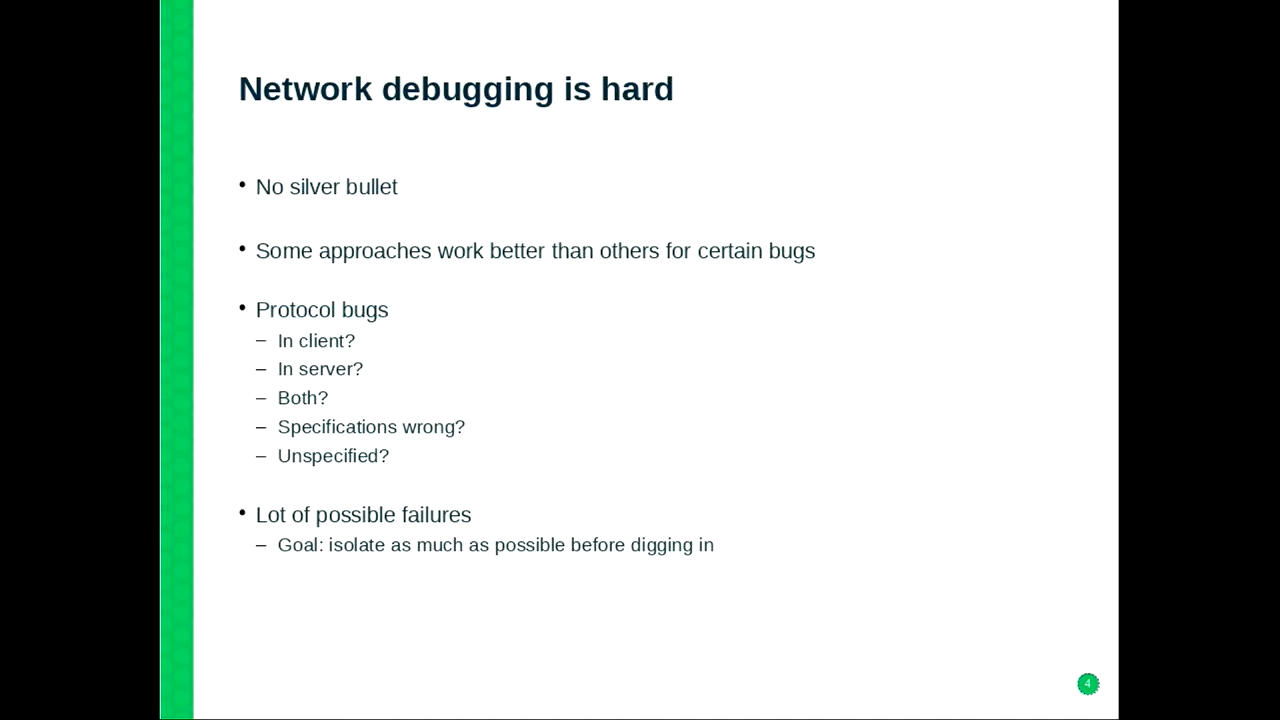 Network debugging is hard
• No silver bullet
• Some approaches work better than others for certain bugs
• Protocol bugs
– In client?
– In server?
– Both?
– Specifications wrong?
– Unspecified?
• Lot of possible failures
– Goal: isolate as much as possible before digging in
4